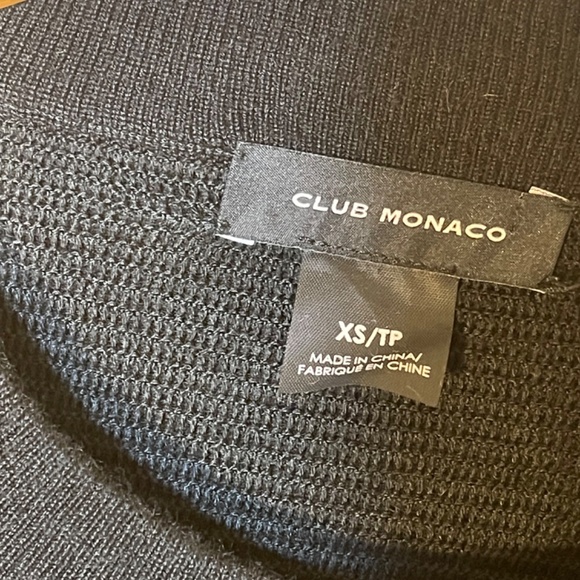 CLUB MONACO
XS/TP
MADE IN CHINA/
FABRIQUÉ EN CHINE